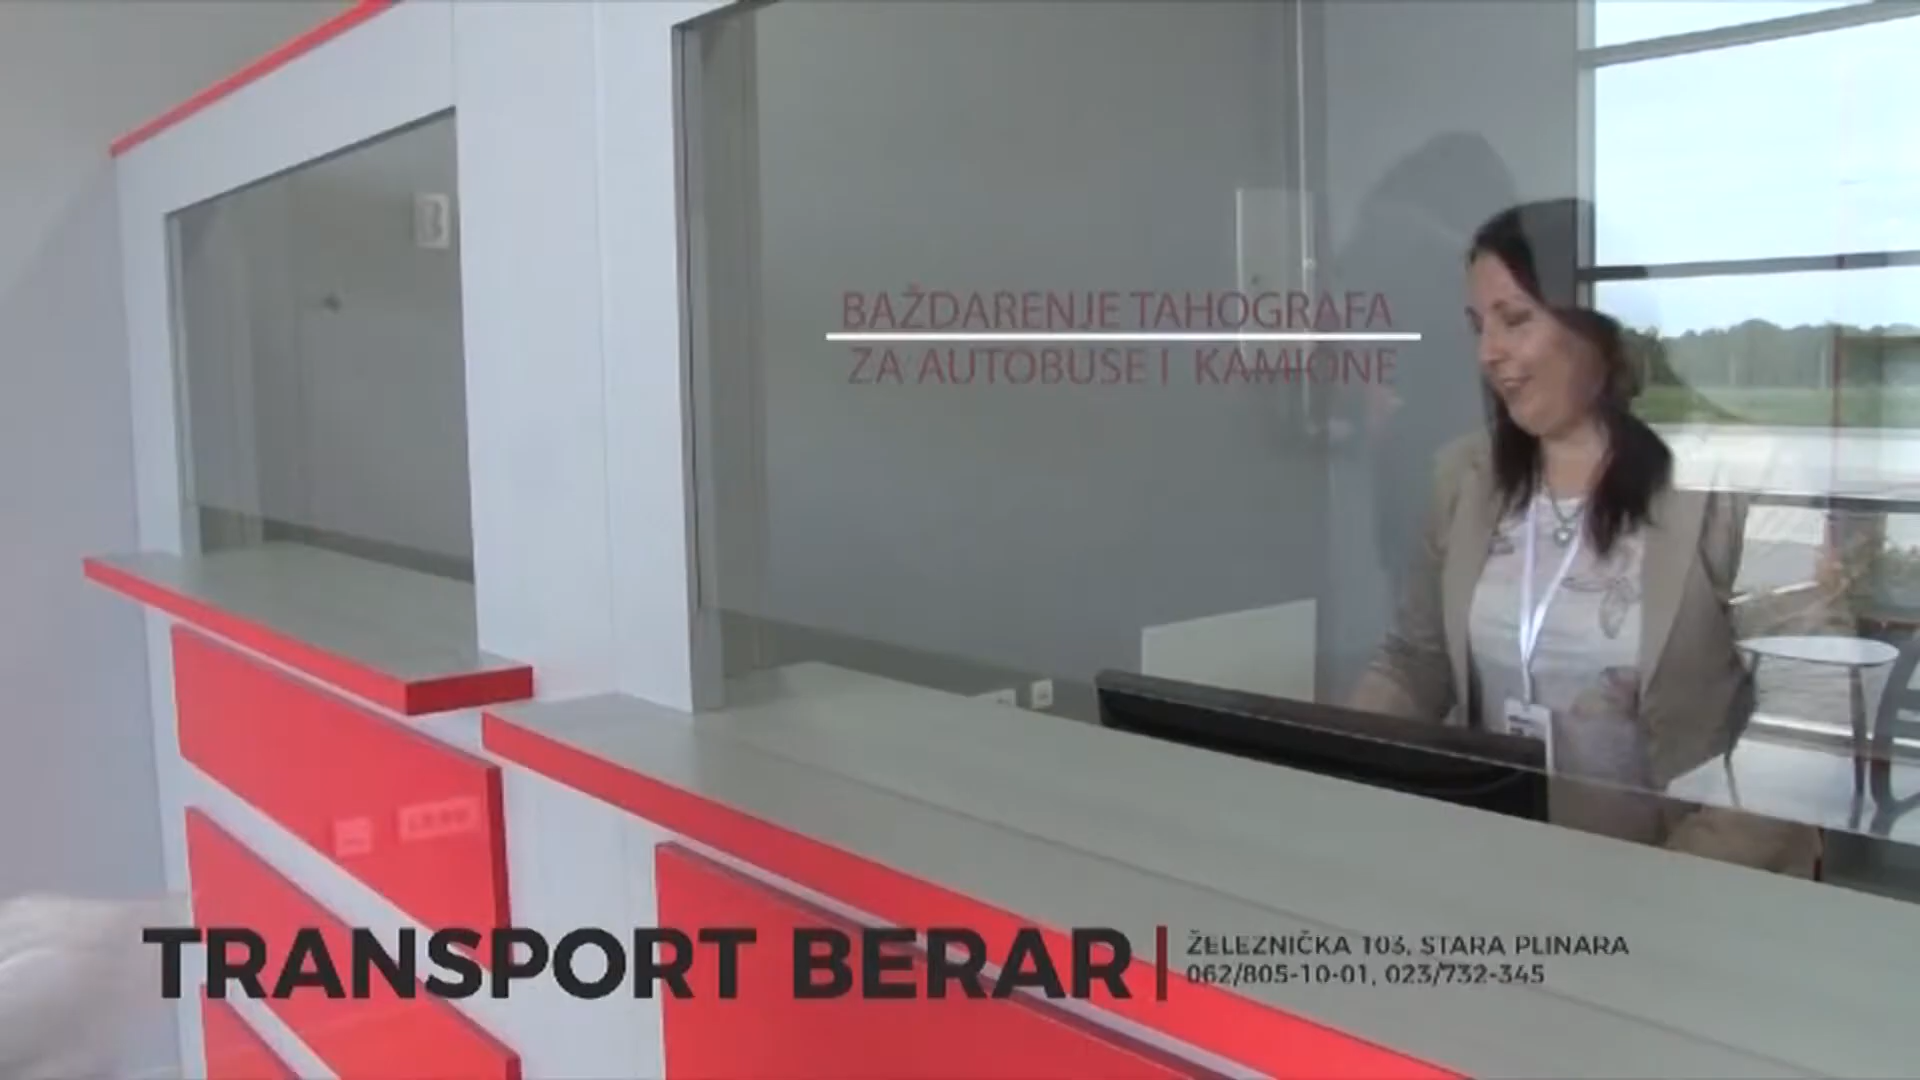 BAŽDARENJE TAHOGRAFA
ZA AUTOBUSE I KAMIONE
TRANSPORT BERAR
ŽELEZNIČKA 103, STARA PLINARA
062/805-10-01, 023/732-345